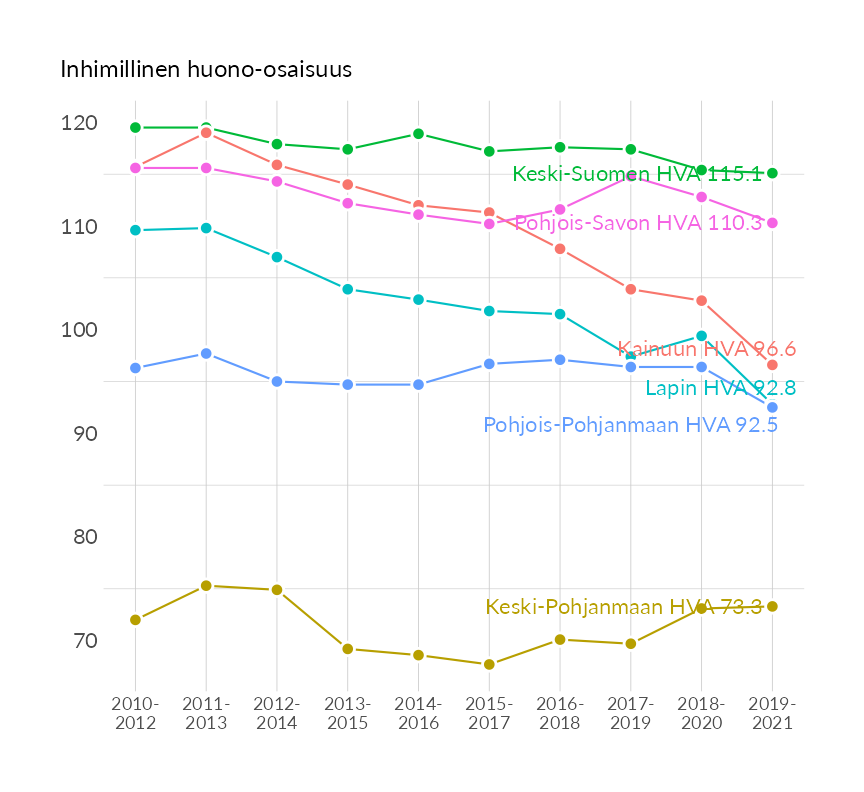 Inhimillinen huono-osaisuus
120
110
100
90
80
70
Keski-Suomen HVA 115.1
Pohjois-Savon HVA 110.3
Kainuun HVA 96.6
Lapin HVA 92.8
Pohjois-Pohjanmaan HVA 92.5
Keski-Pohjanmaan HVA 73.3
2010- 2011- 2012- 2013- 2014- 2015- 2016- 2017- 2018- 2019-
2012 2013 2014 2015 2016 2017 2018 2019 2020 2021